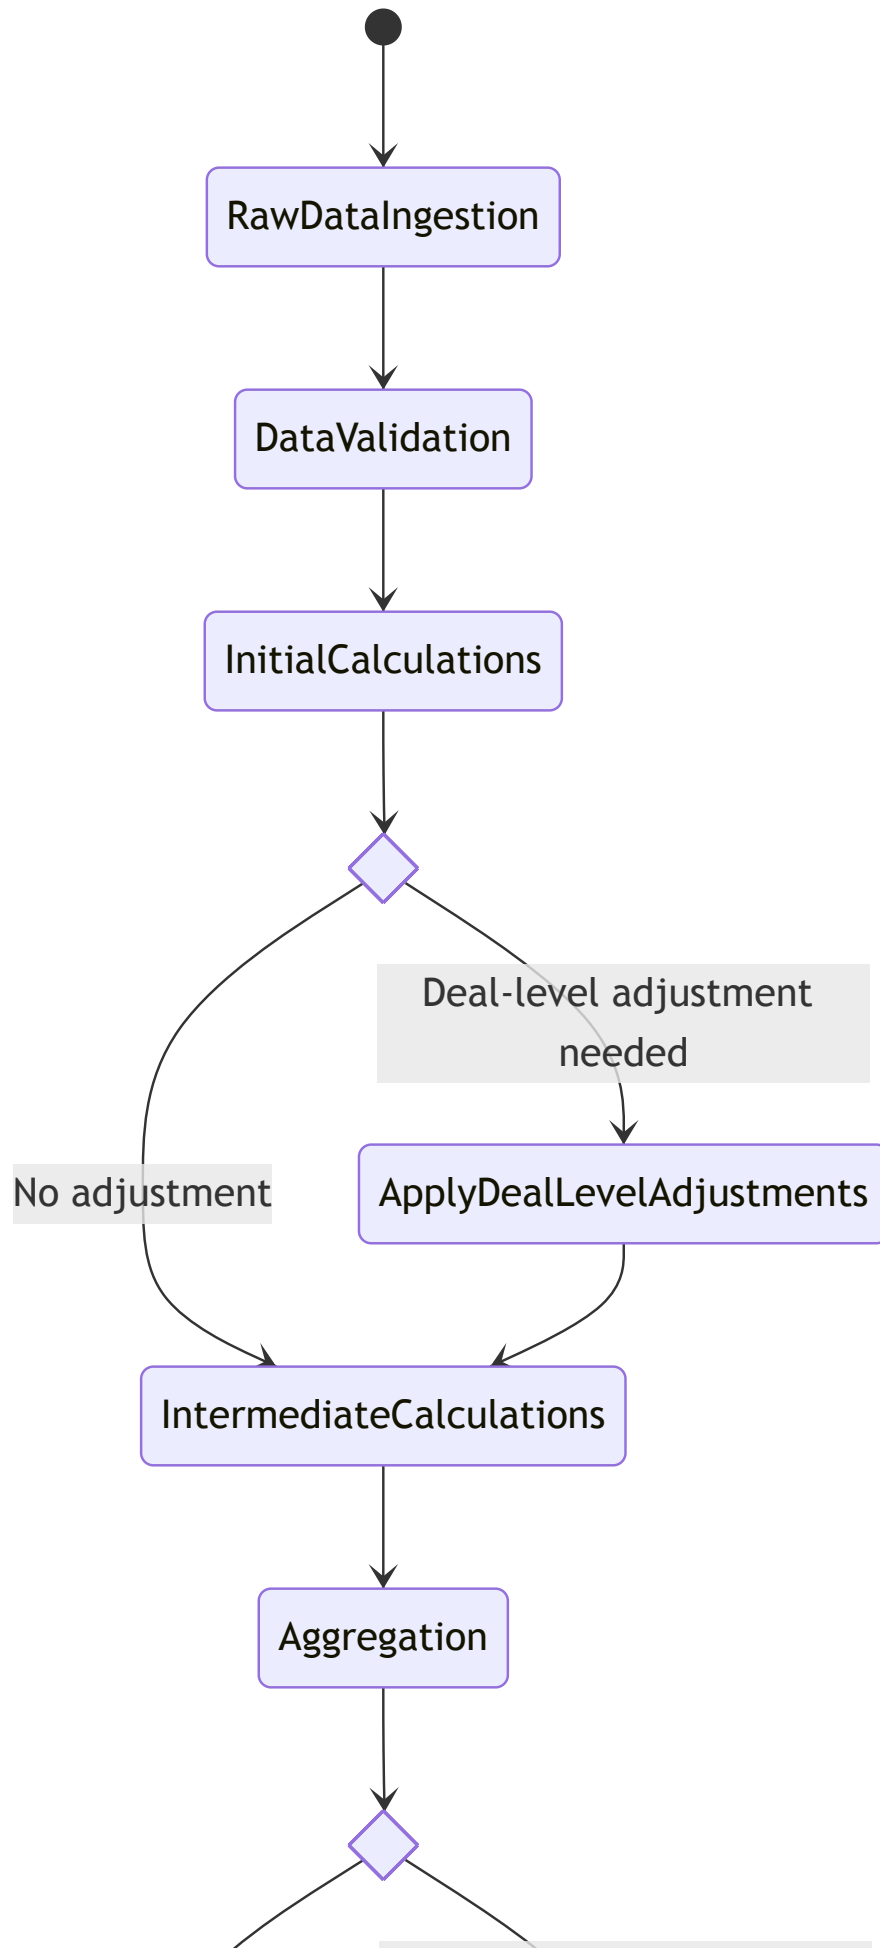 RawDataIngestion
DataValidation
InitialCalculations
Deal-level adjustment
needed
No adjustment
ApplyDealLevelAdjustments
IntermediateCalculations
Aggregation